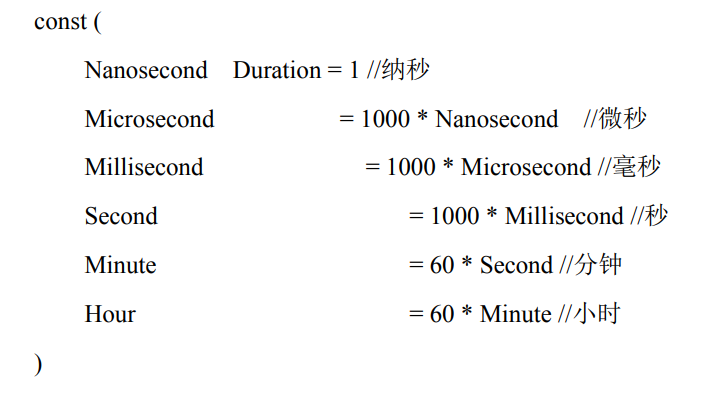 const (
Nanosecond Duration = 1 //纳秒
Microsecond = 1000 * Nanosecond //微秒
Millisecond = 1000 * Microsecond //毫秒
Second = 1000 * Millisecond //秒
Minute = 60 * Second //分钟
Hour = 60 * Minute //小时
)